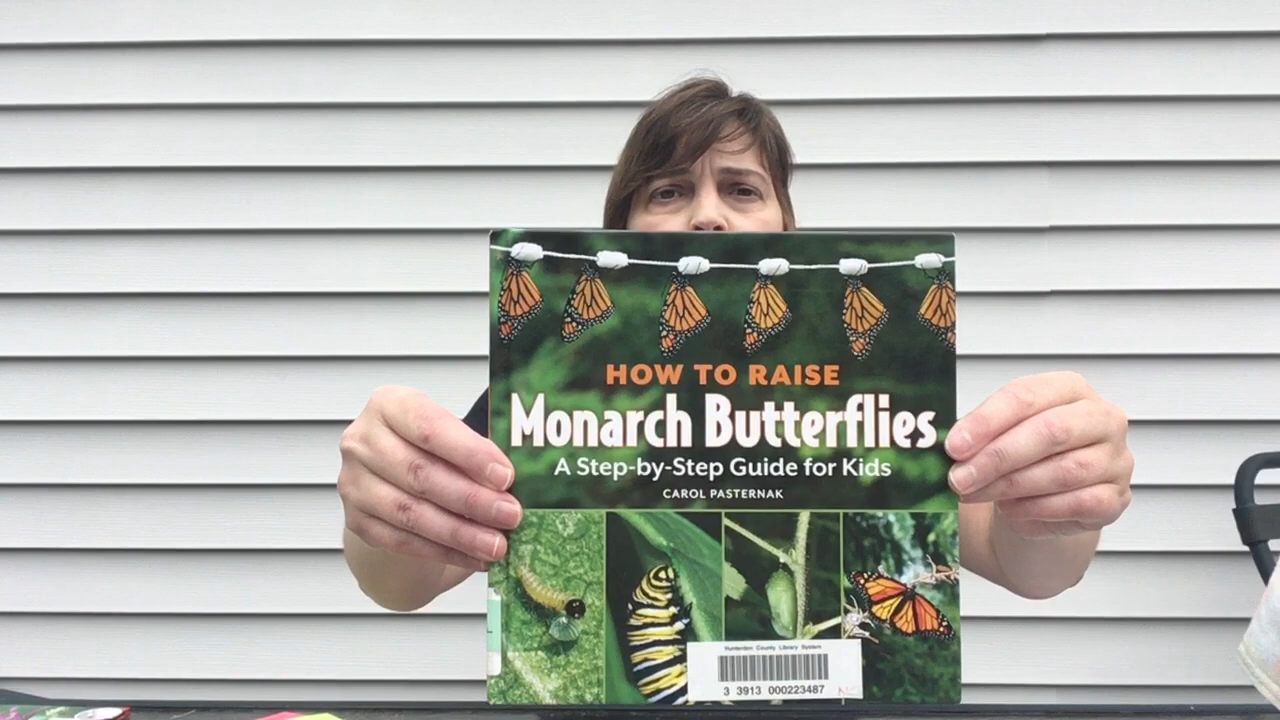 HOW TO RAISE
Monarch Butterflies
A Step-by-Step Guide for Kids
CAROL PASTERNAK
Hunterdon County Library System
3 3913 000223487